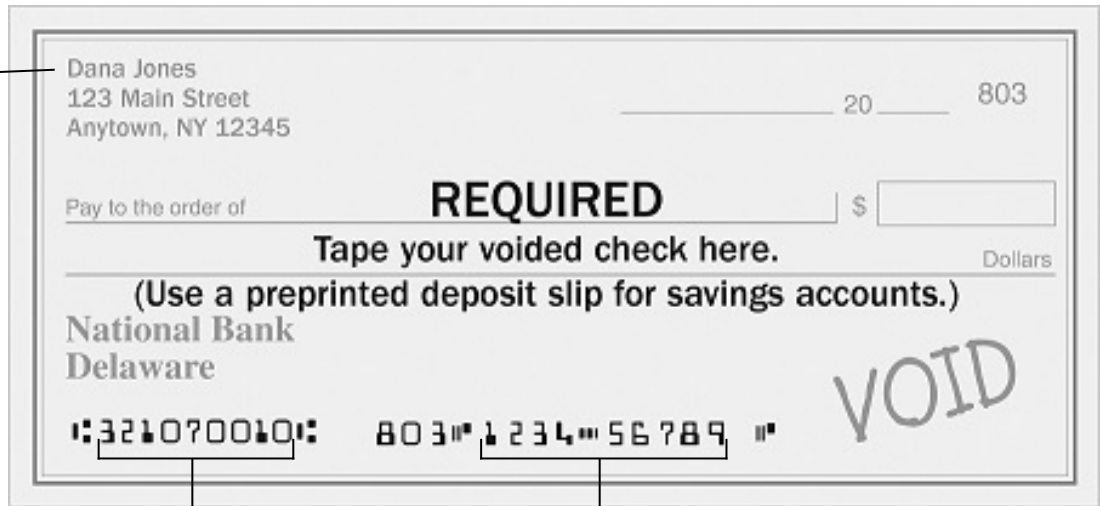 Dana Jones
123 Main Street
Anytown, NY 12345
20 803
Pay to the order of REQUIRED $
Tape your voided check here.
Dollars
(Use a preprinted deposit slip for savings accounts.)
National Bank
Delaware
VOID
⑆321070010⑆ 803⑈1234⑉56789 ⑈